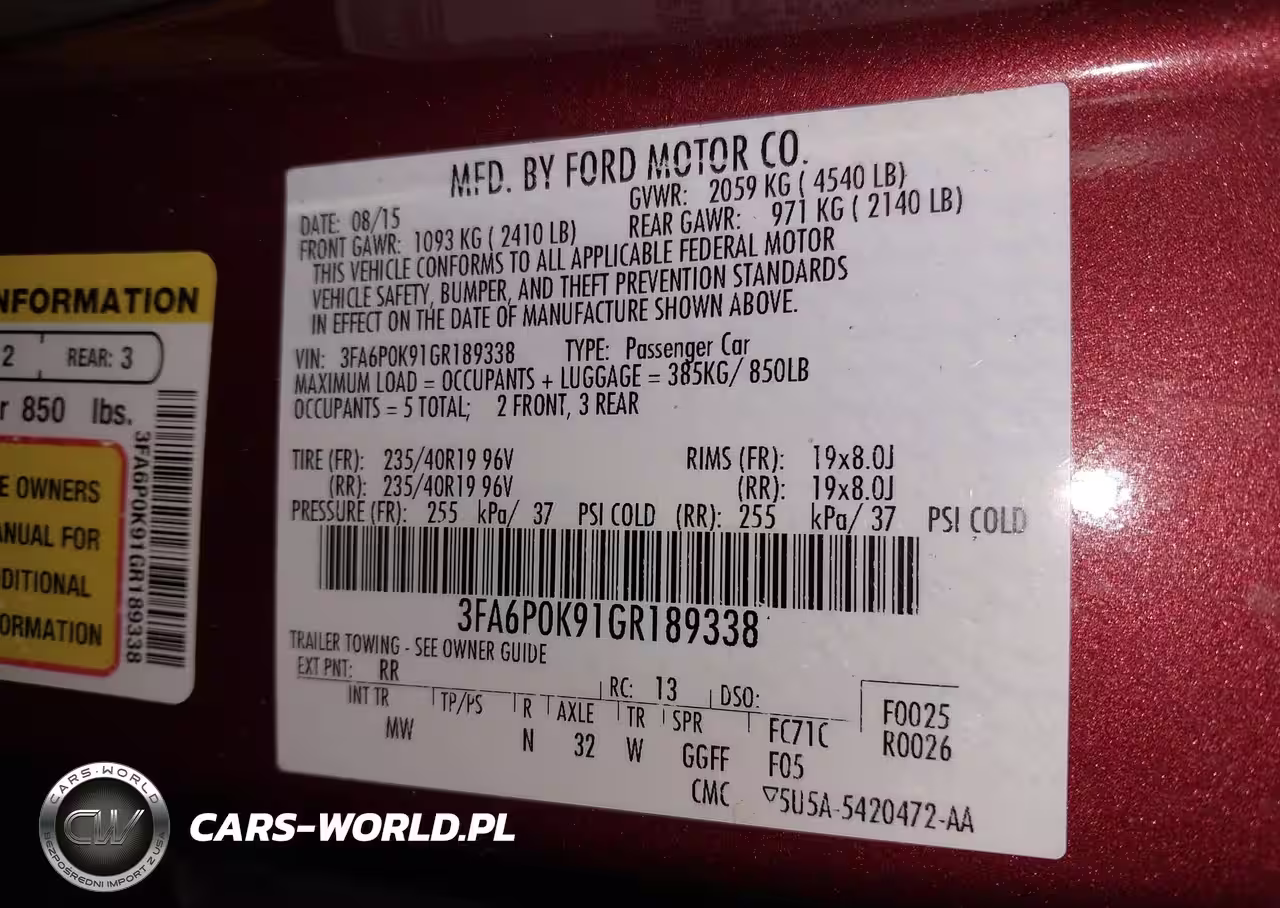 MFD. BY FORD MOTOR CO.
DATE: 08/15 GVWR: 2059 KG ( 4540 LB)
FRONT GAWR: 1093 KG ( 2410 LB) REAR GAWR: 971 KG ( 2140 LB)
THIS VEHICLE CONFORMS TO ALL APPLICABLE FEDERAL MOTOR
VEHICLE SAFETY, BUMPER, AND THEFT PREVENTION STANDARDS
IN EFFECT ON THE DATE OF MANUFACTURE SHOWN ABOVE.
VIN: 3FA6P0K91GR189338 TYPE: Passenger Car
MAXIMUM LOAD = OCCUPANTS + LUGGAGE = 385KG/ 850LB
OCCUPANTS = 5 TOTAL; 2 FRONT, 3 REAR
TIRE (FR): 235/40R19 96V RIMS (FR): 19x8.0J
(RR): 235/40R19 96V (RR): 19x8.0J
PRESSURE (FR): 255 kPa/ 37 PSI COLD (RR): 255 kPa/ 37 PSI COLD
3FA6P0K91GR189338
TRAILER TOWING - SEE OWNER GUIDE
EXT PNT: RR RC: 13 DSO:
INT TR TP/PS R AXLE TR SPR FC71C F0025
MW N 32 W GGFF F05 R0026
CMC ▽5U5A-5420472-AA
NFORMATION
2 REAR: 3
r 850 lbs.
E OWNERS
ANUAL FOR
DITIONAL
ORMATION
3FA6P0K91GR189338
CARS-WORLD
CW
BEZPOŚREDNI IMPORT Z USA
CARS-WORLD.PL